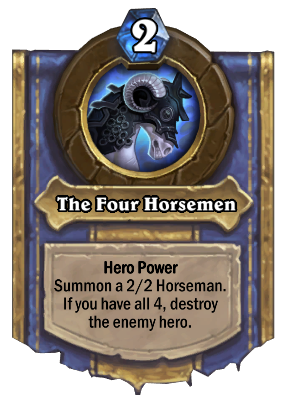 2
The Four Horsemen
Hero Power
Summon a 2/2 Horseman.
If you have all 4, destroy
the enemy hero.